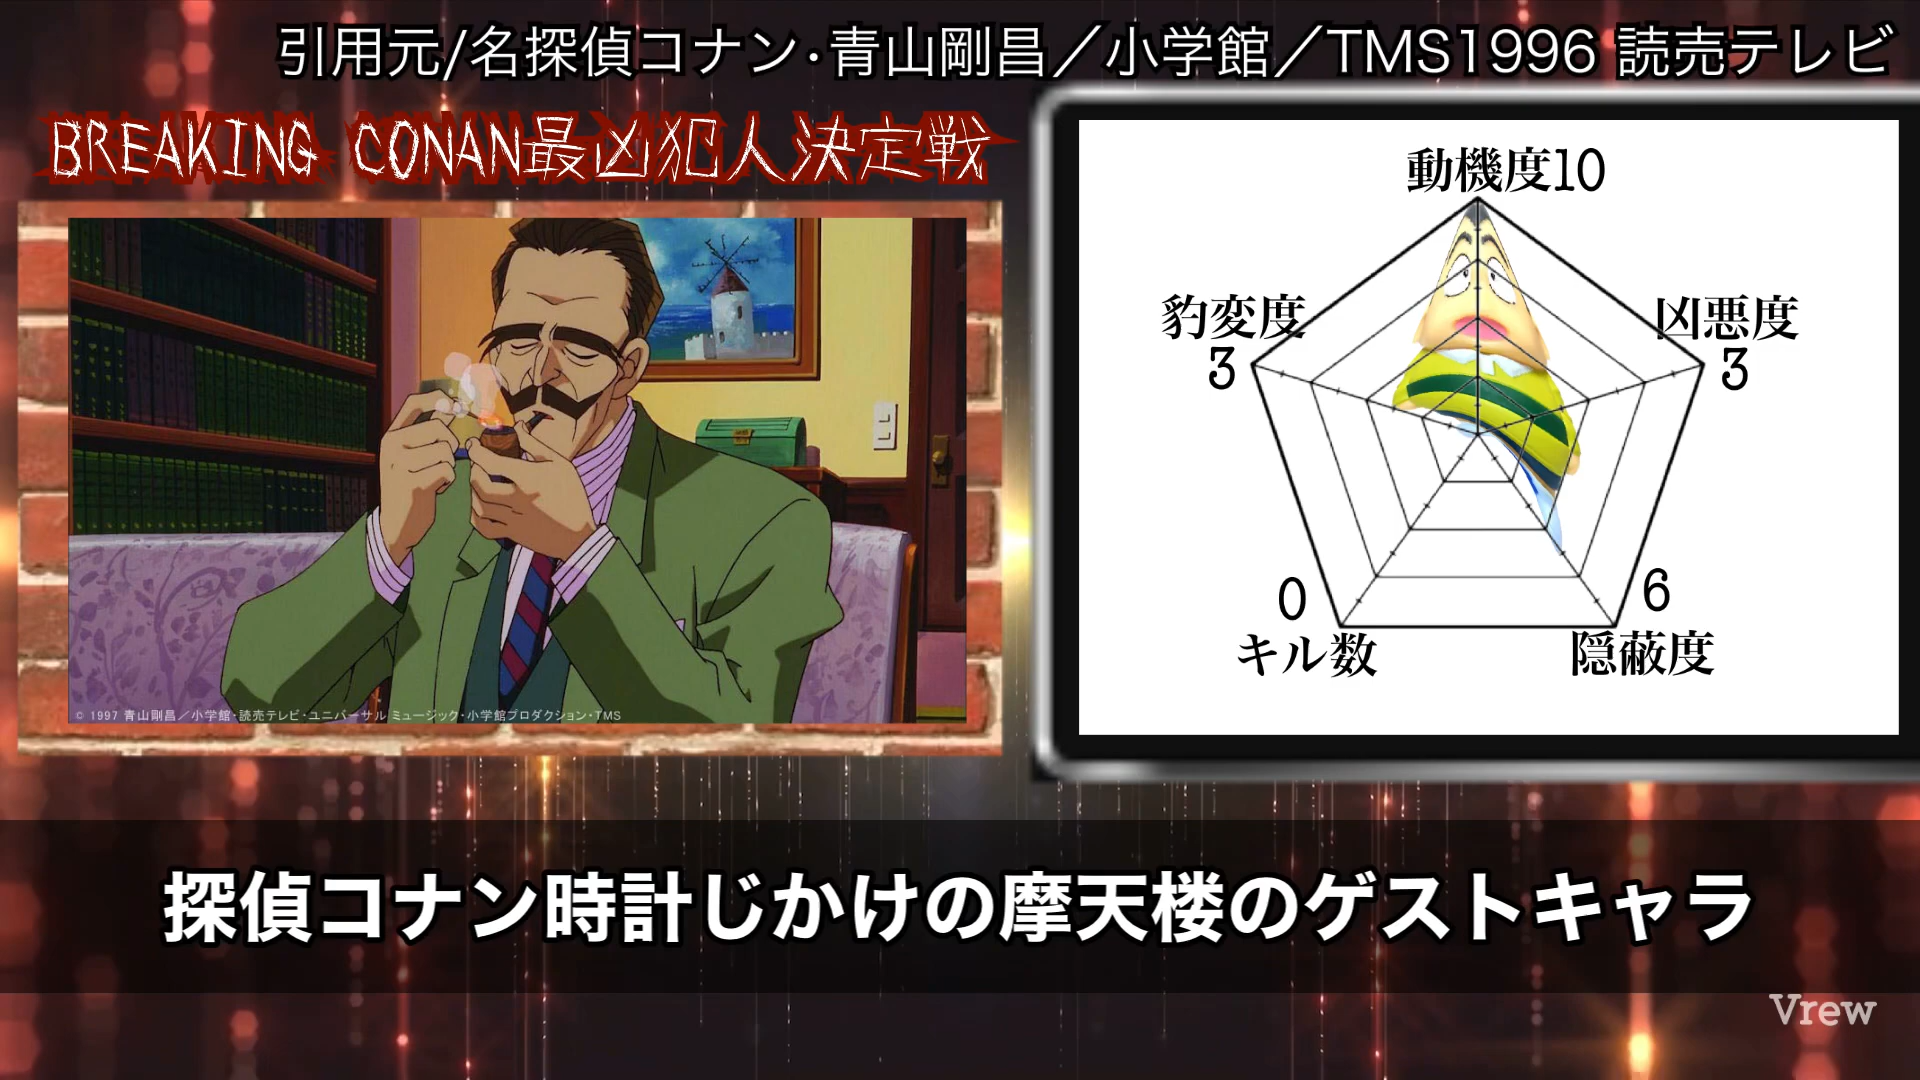 引用元/名探偵コナン・青山剛昌／小学館／TMS1996 読売テレビ
BREAKING CONAN最凶犯人決定戦
動機度10
豹変度
3
凶悪度
3
0
キル数
6
隠蔽度
© 1997 青山剛昌／小学館・読売テレビ・ユニバーサル ミュージック・小学館プロダクション・TMS
探偵コナン時計じかけの摩天楼のゲストキャラ
Vrew